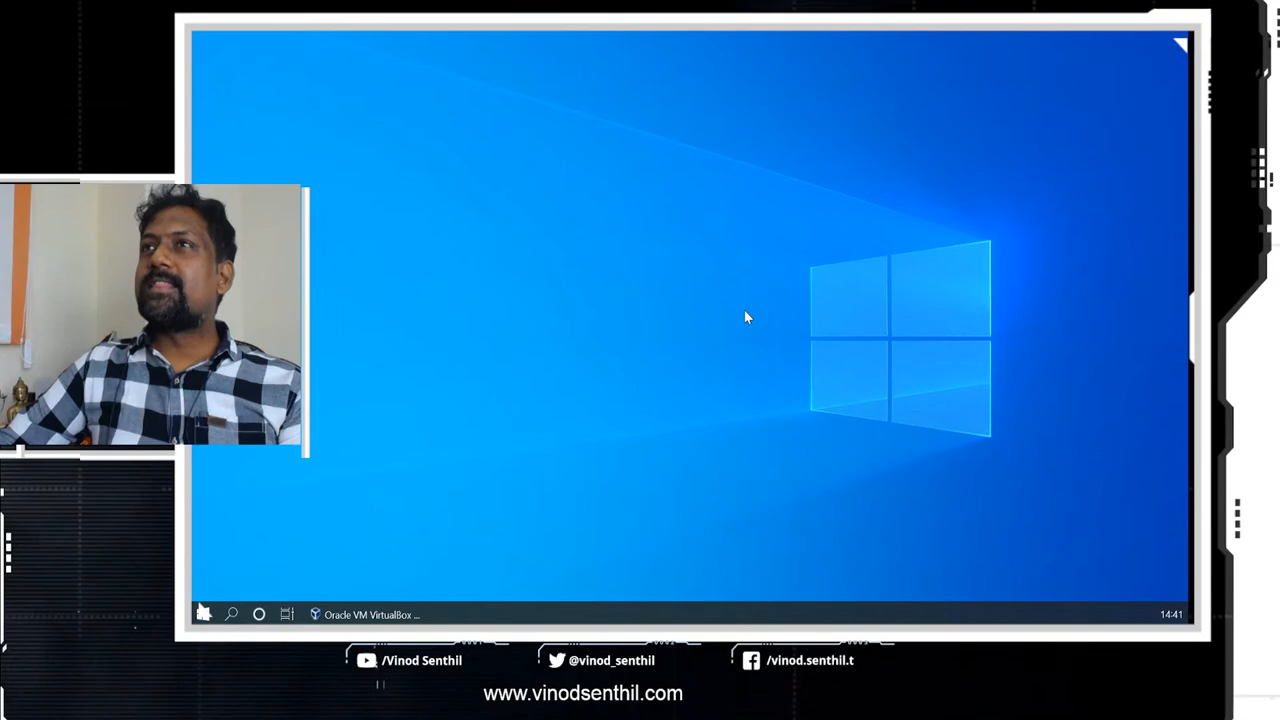 Oracle VM VirtualBox ...
14:41
/Vinod Senthil
@vinod_senthil
/vinod.senthil.t
www.vinodsenthil.com